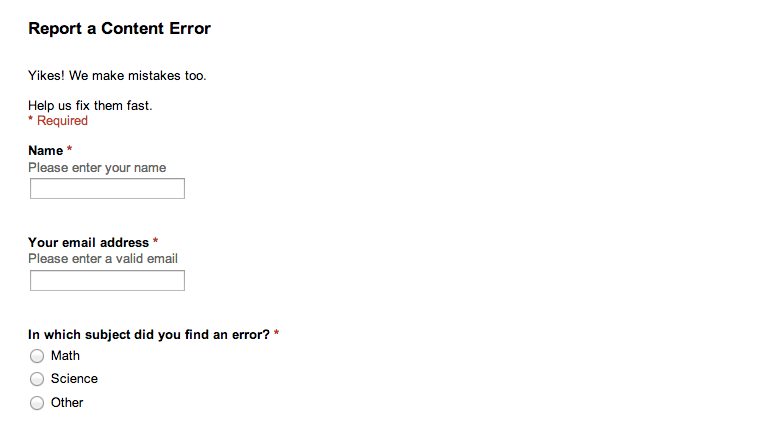 Report a Content Error
Yikes! We make mistakes too.
Help us fix them fast.
* Required
Name *
Please enter your name
Your email address *
Please enter a valid email
In which subject did you find an error? *
Math
Science
Other